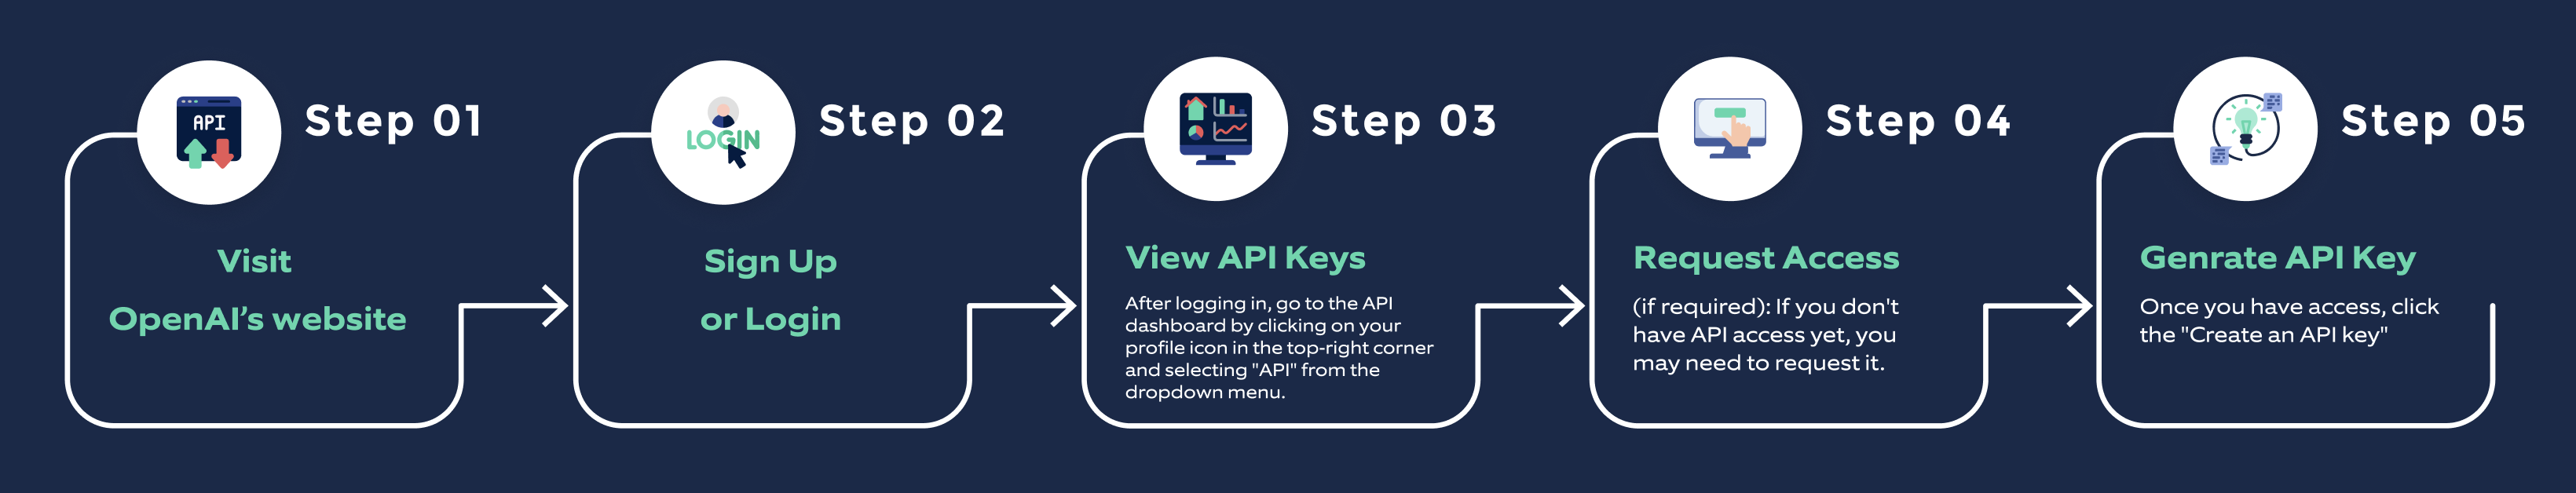 API
Step 01
Visit
OpenAI's website
LOGIN
Step 02
Sign Up
or Login
Step 03
View API Keys
After logging in, go to the API
dashboard by clicking on your
profile icon in the top-right corner
and selecting "API" from the
dropdown menu.
Step 04
Request Access
(if required): If you don't
have API access yet, you
may need to request it.
Step 05
Genrate API Key
Once you have access, click
the "Create an API key"